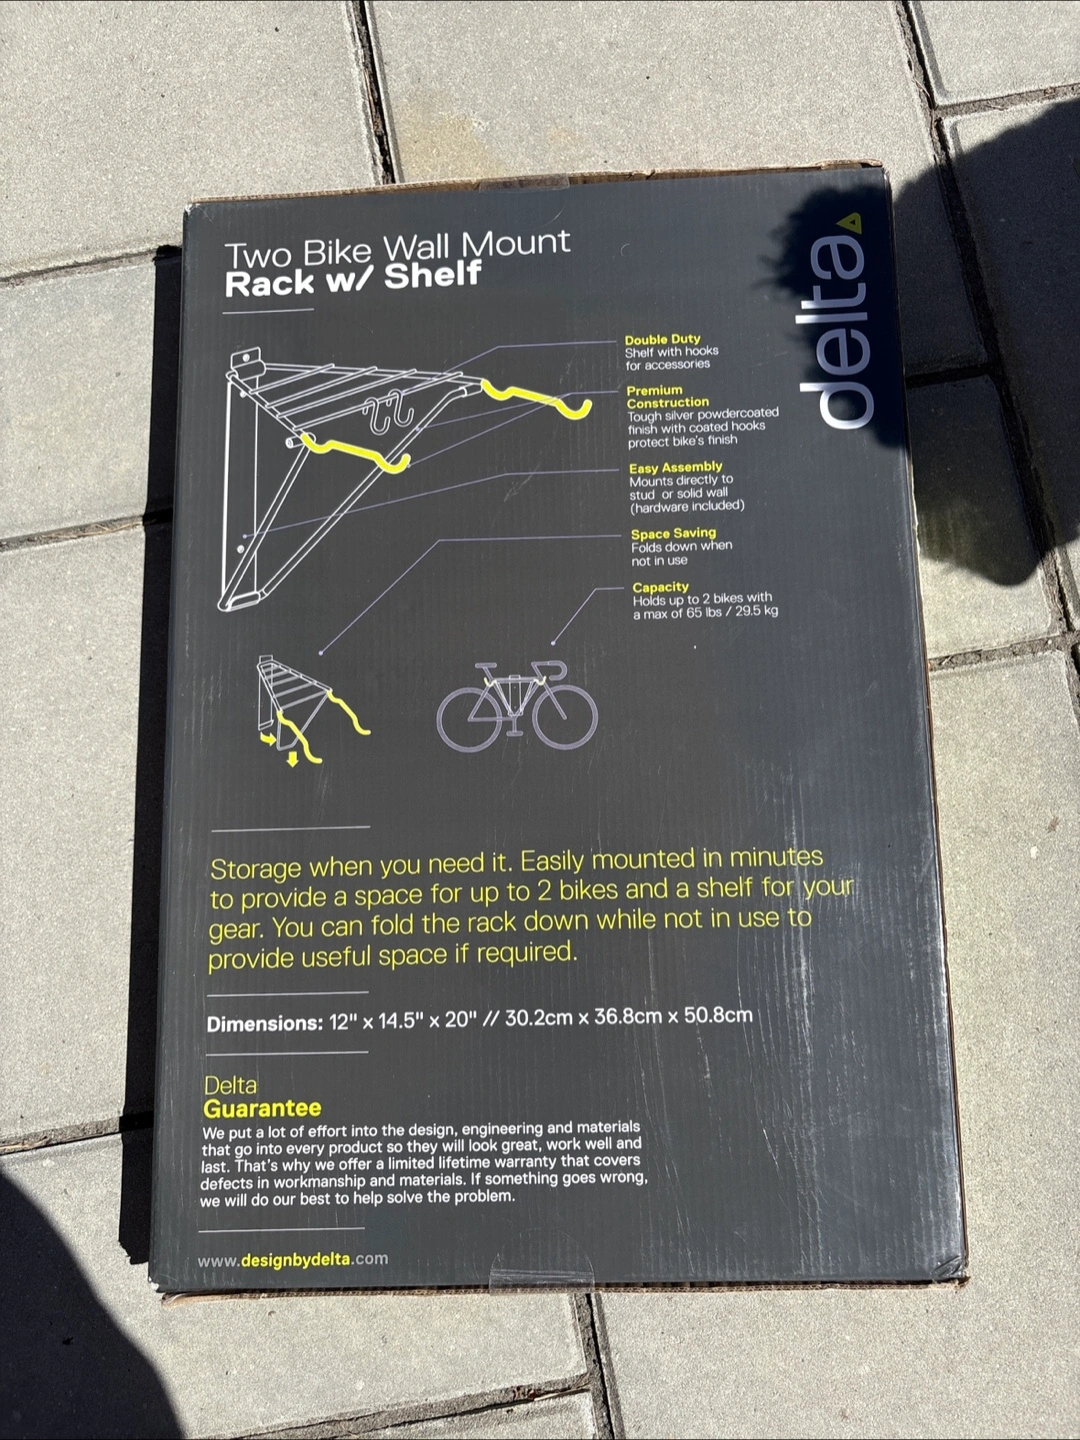 Two Bike Wall Mount
Rack w/ Shelf
delta
Double Duty
Shelf with hooks
for accessories
Premium
Construction
Tough silver powdercoated
finish with coated hooks
protect bike's finish
Easy Assembly
Mounts directly to
stud or solid wall
(hardware included)
Space Saving
Folds down when
not in use
Capacity
Holds up to 2 bikes with
a max of 65 lbs / 29.5 kg
Storage when you need it. Easily mounted in minutes
to provide a space for up to 2 bikes and a shelf for your
gear. You can fold the rack down while not in use to
provide useful space if required.
Dimensions: 12" x 14.5" x 20" // 30.2cm x 36.8cm x 50.8cm
Delta
Guarantee
We put a lot of effort into the design, engineering and materials
that go into every product so they will look great, work well and
last. That's why we offer a limited lifetime warranty that covers
defects in workmanship and materials. If something goes wrong,
we will do our best to help solve the problem.
www.designbydelta.com